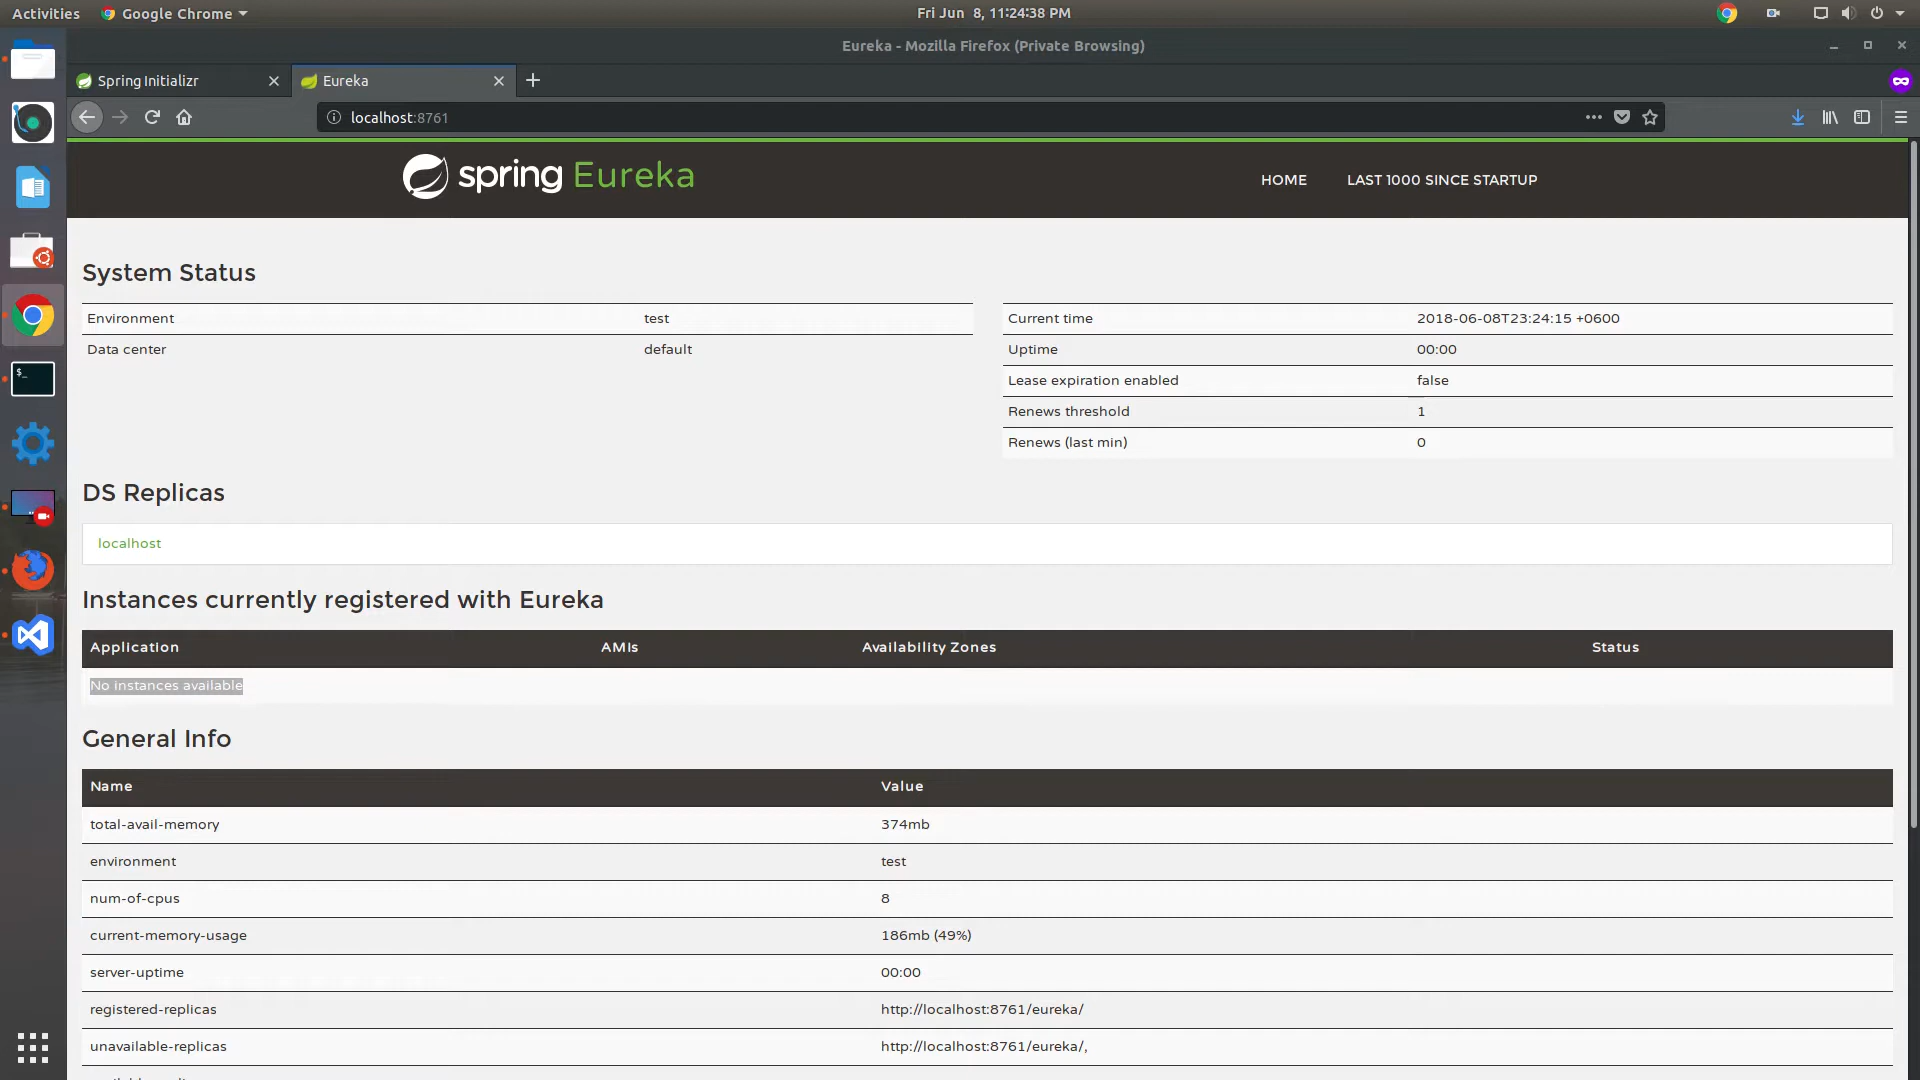 Activities Google Chrome Fri Jun 8, 11:24:38 PM
Eureka - Mozilla Firefox (Private Browsing)
Spring Initializr Eureka
localhost:8761
spring Eureka HOME LAST 1000 SINCE STARTUP
System Status
Environment test Current time 2018-06-08T23:24:15 +0600
Data center default Uptime 00:00
Lease expiration enabled false
Renews threshold 1
Renews (last min) 0
DS Replicas
localhost
Instances currently registered with Eureka
Application AMIs Availability Zones Status
No instances available
General Info
Name Value
total-avail-memory 374mb
environment test
num-of-cpus 8
current-memory-usage 186mb (49%)
server-uptime 00:00
registered-replicas http://localhost:8761/eureka/
unavailable-replicas http://localhost:8761/eureka/,